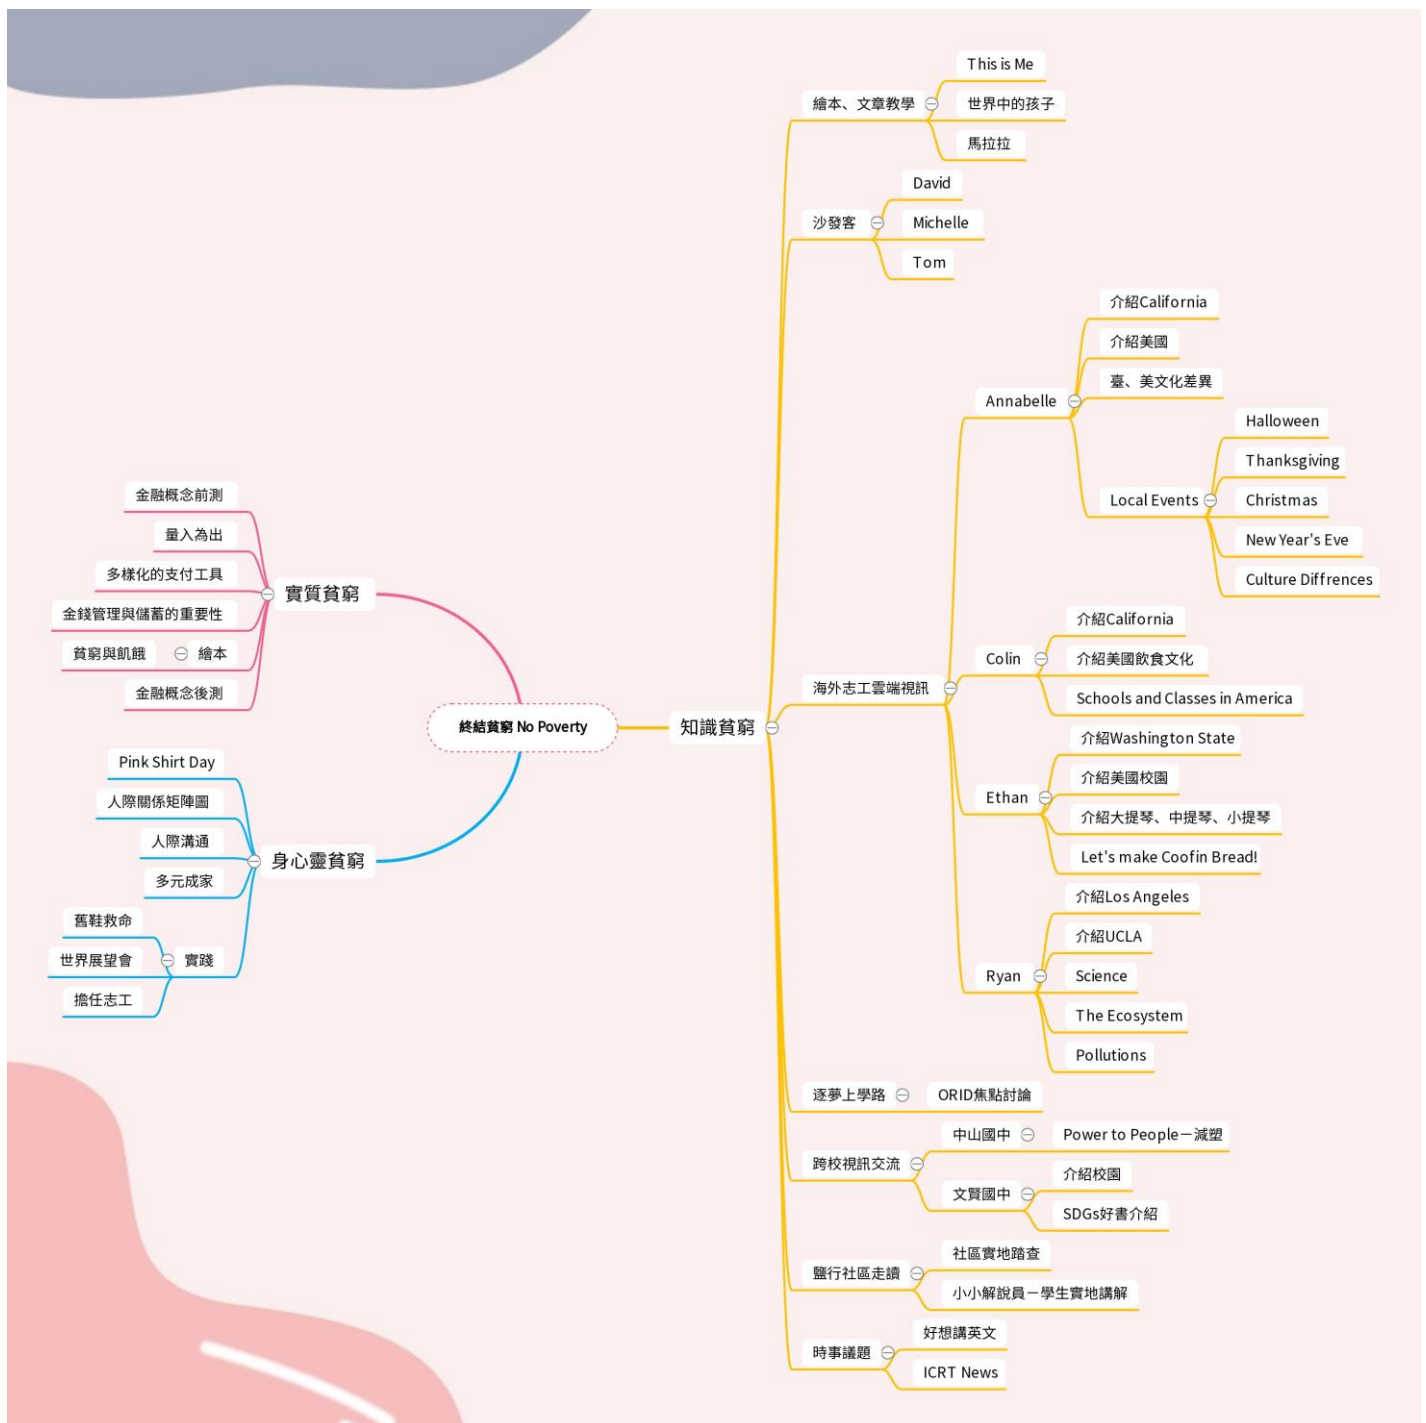 終結貧窮 No Poverty
實質貧窮
金融概念前測
量入為出
多樣化的支付工具
金錢管理與儲蓄的重要性
繪本
貧窮與飢餓
金融概念後測
身心靈貧窮
Pink Shirt Day
人際關係矩陣圖
人際溝通
多元成家
實踐
舊鞋救命
世界展望會
擔任志工
知識貧窮
繪本、文章教學
This is Me
世界中的孩子
馬拉拉
沙發客
David
Michelle
Tom
海外志工雲端視訊
Annabelle
介紹California
介紹美國
臺、美文化差異
Local Events
Halloween
Thanksgiving
Christmas
New Year's Eve
Culture Diffrences
Colin
介紹California
介紹美國飲食文化
Schools and Classes in America
Ethan
介紹Washington State
介紹美國校園
介紹大提琴、中提琴、小提琴
Let's make Coofin Bread!
Ryan
介紹Los Angeles
介紹UCLA
Science
The Ecosystem
Pollutions
逐夢上學路
ORID焦點討論
跨校視訊交流
中山國中
Power to People－減塑
文賢國中
介紹校園
SDGs好書介紹
鹽行社區走讀
社區實地踏查
小小解說員－學生實地講解
時事議題
好想講英文
ICRT News